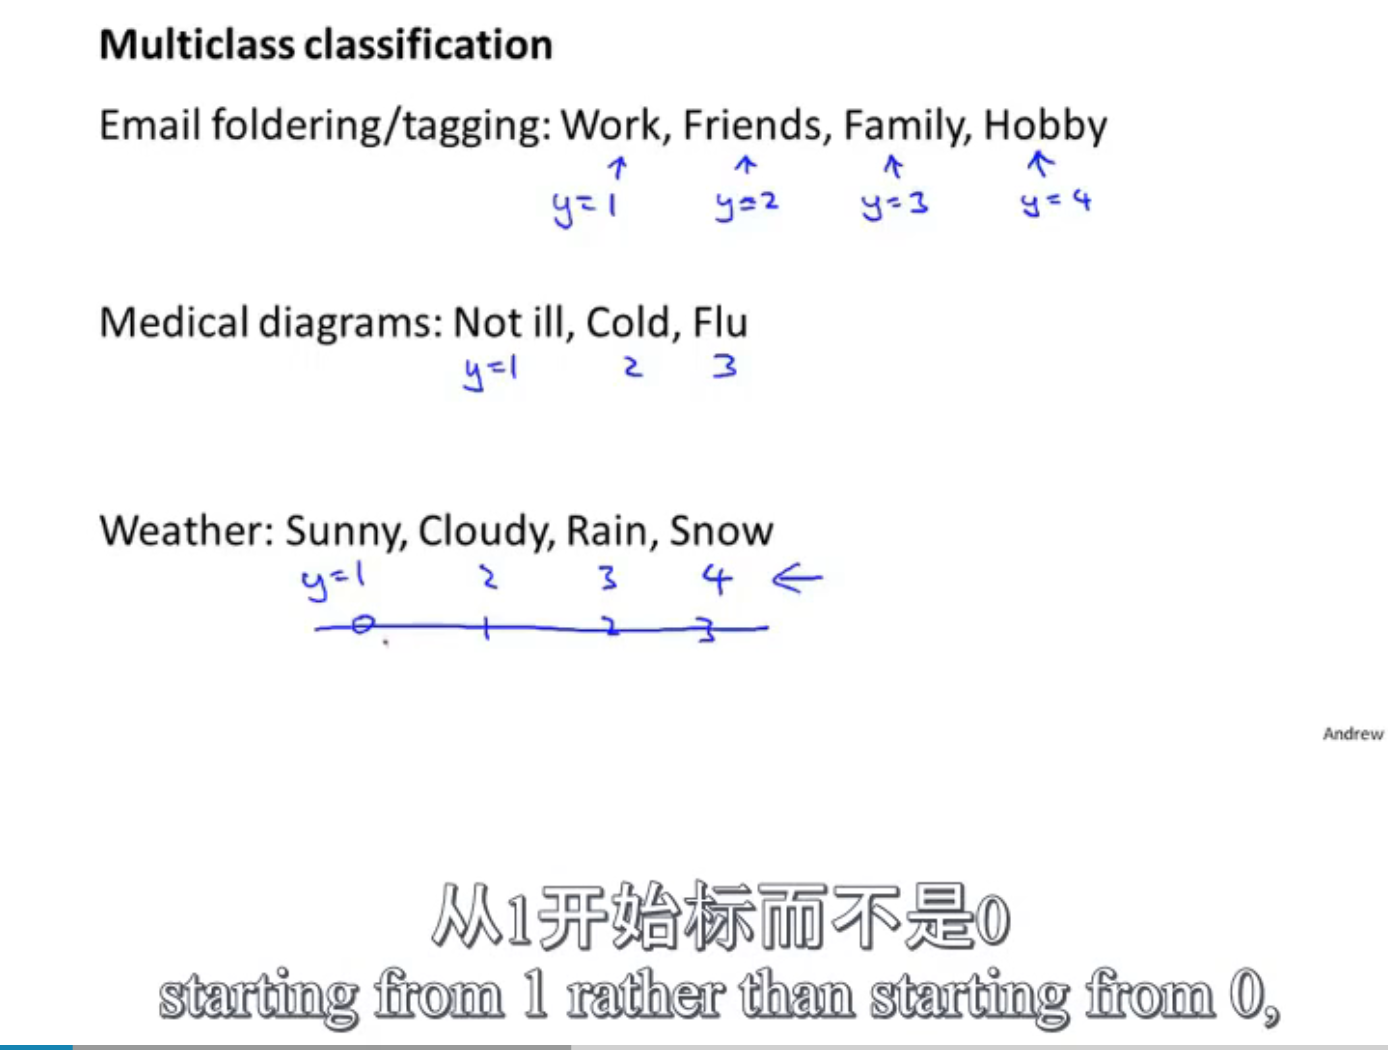 Multiclass classification
Email foldering/tagging: Work, Friends, Family, Hobby
↑ ↑ ↑ ↑
y=1 y=2 y=3 y=4
Medical diagrams: Not ill, Cold, Flu
y=1 2 3
Weather: Sunny, Cloudy, Rain, Snow
y=1 2 3 4 ←
0 1 2 3
Andrew
从1开始标而不是0
starting from 1 rather than starting from 0,